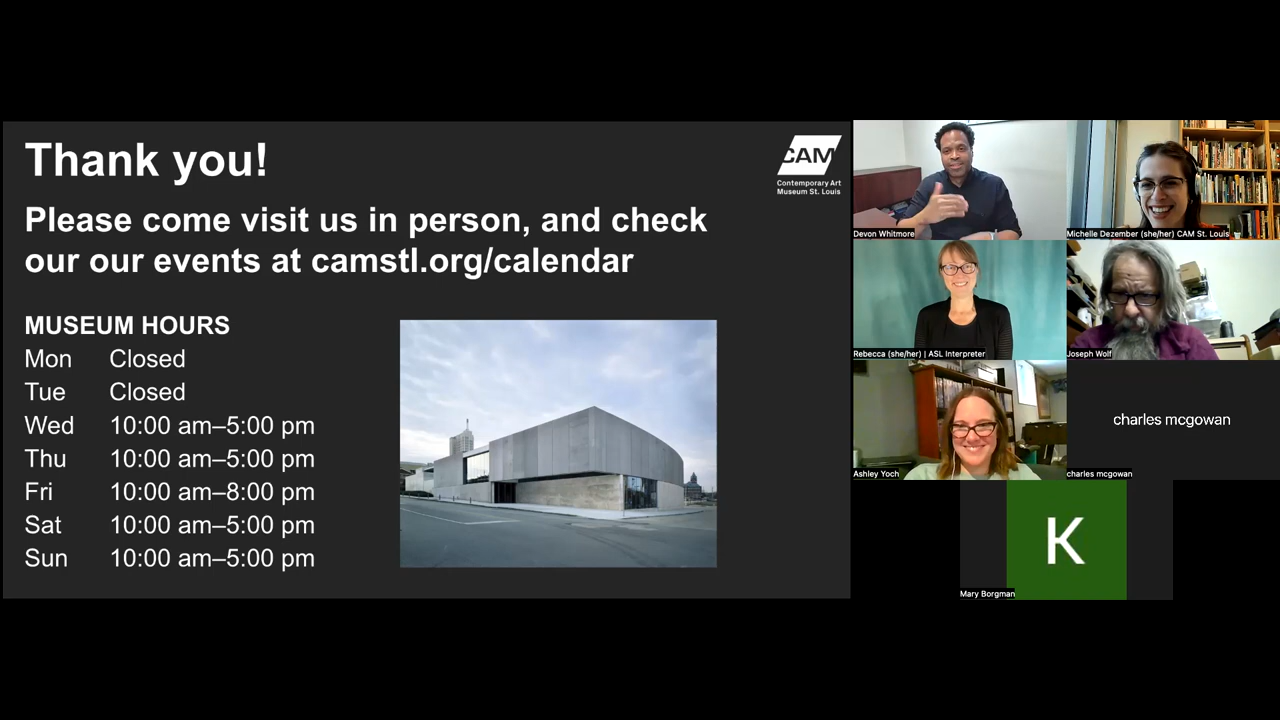 Thank you!
CAM
Contemporary Art
Museum St. Louis
Please come visit us in person, and check
our our events at camstl.org/calendar
MUSEUM HOURS
Mon Closed
Tue Closed
Wed 10:00 am–5:00 pm
Thu 10:00 am–5:00 pm
Fri 10:00 am–8:00 pm
Sat 10:00 am–5:00 pm
Sun 10:00 am–5:00 pm
Devon Whitmore
Michelle Dezember (she/her) CAM St. Louis
Rebecca (she/her) | ASL Interpreter
Joseph Wolf
Ashley Yoch
charles mcgowan
charles mcgowan
K
Mary Borgman